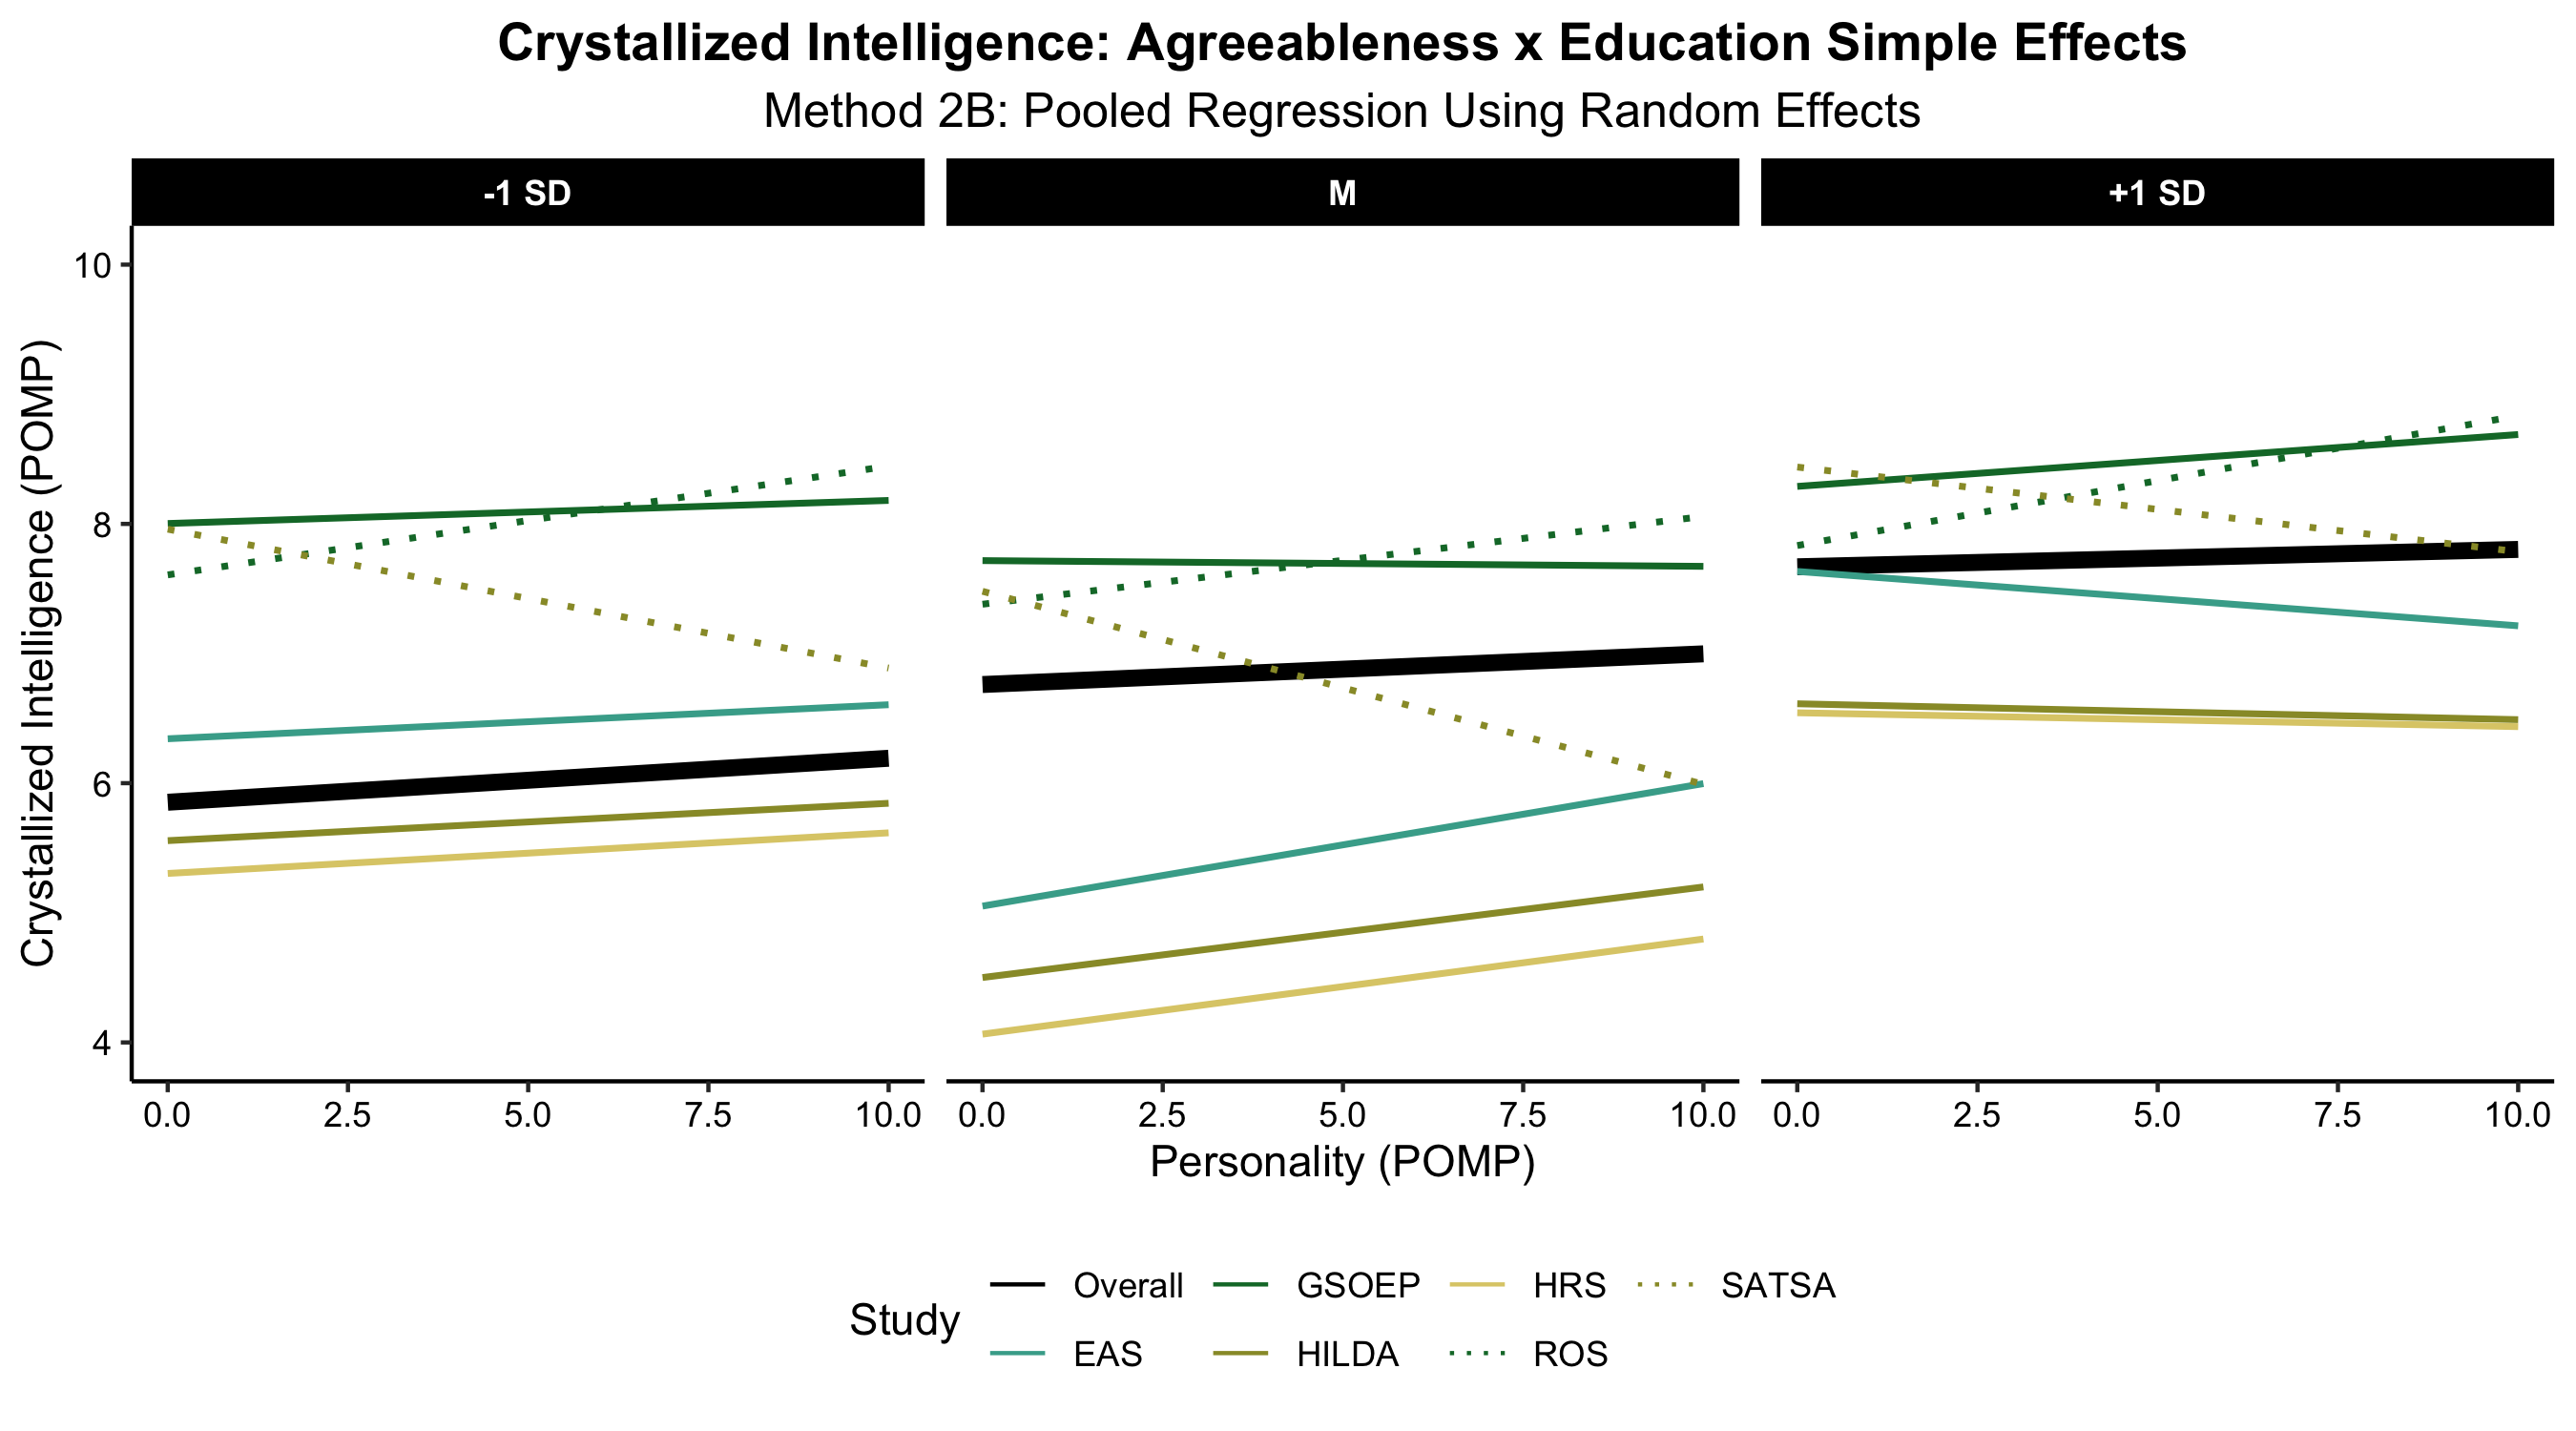 Crystallized Intelligence: Agreeableness x Education Simple Effects
Method 2B: Pooled Regression Using Random Effects
-1 SD
M
+1 SD
Crystallized Intelligence (POMP)
10
8
6
4
0.0 2.5 5.0 7.5 10.0
0.0 2.5 5.0 7.5 10.0
0.0 2.5 5.0 7.5 10.0
Personality (POMP)
Study
Overall GSOEP HRS SATSA
EAS HILDA ROS